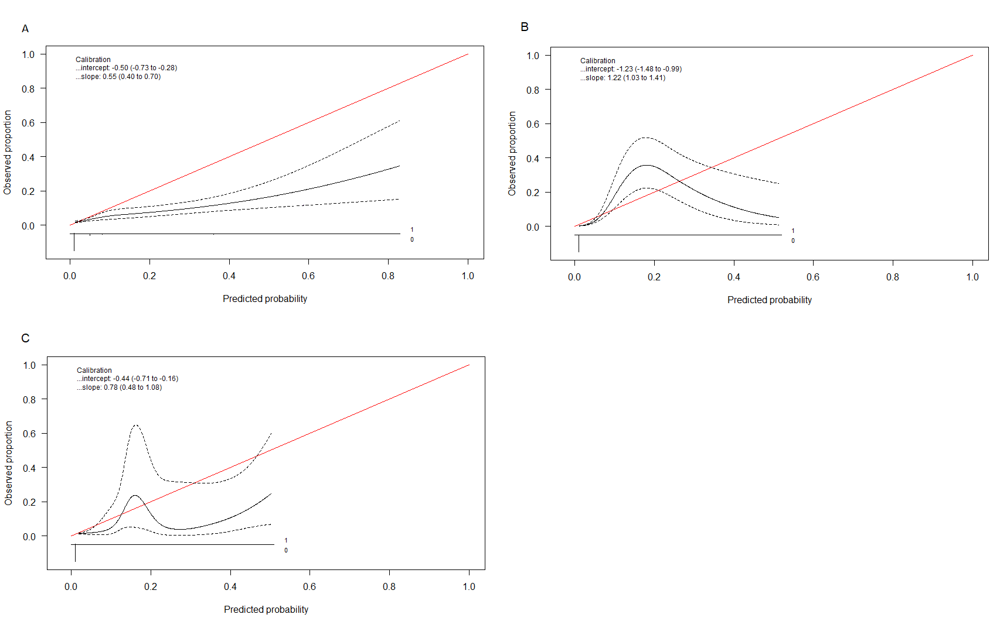 A
Calibration
...intercept: -0.50 (-0.73 to -0.28)
...slope: 0.55 (0.40 to 0.70)
1.0
0.8
0.6
0.4
0.2
0.0
Observed proportion
1
0
0.0 0.2 0.4 0.6 0.8 1.0
Predicted probability
B
Calibration
...intercept: -1.23 (-1.48 to -0.99)
...slope: 1.22 (1.03 to 1.41)
1.0
0.8
0.6
0.4
0.2
0.0
Observed proportion
1
0
0.0 0.2 0.4 0.6 0.8 1.0
Predicted probability
C
Calibration
...intercept: -0.44 (-0.71 to -0.16)
...slope: 0.78 (0.48 to 1.08)
1.0
0.8
0.6
0.4
0.2
0.0
Observed proportion
1
0
0.0 0.2 0.4 0.6 0.8 1.0
Predicted probability